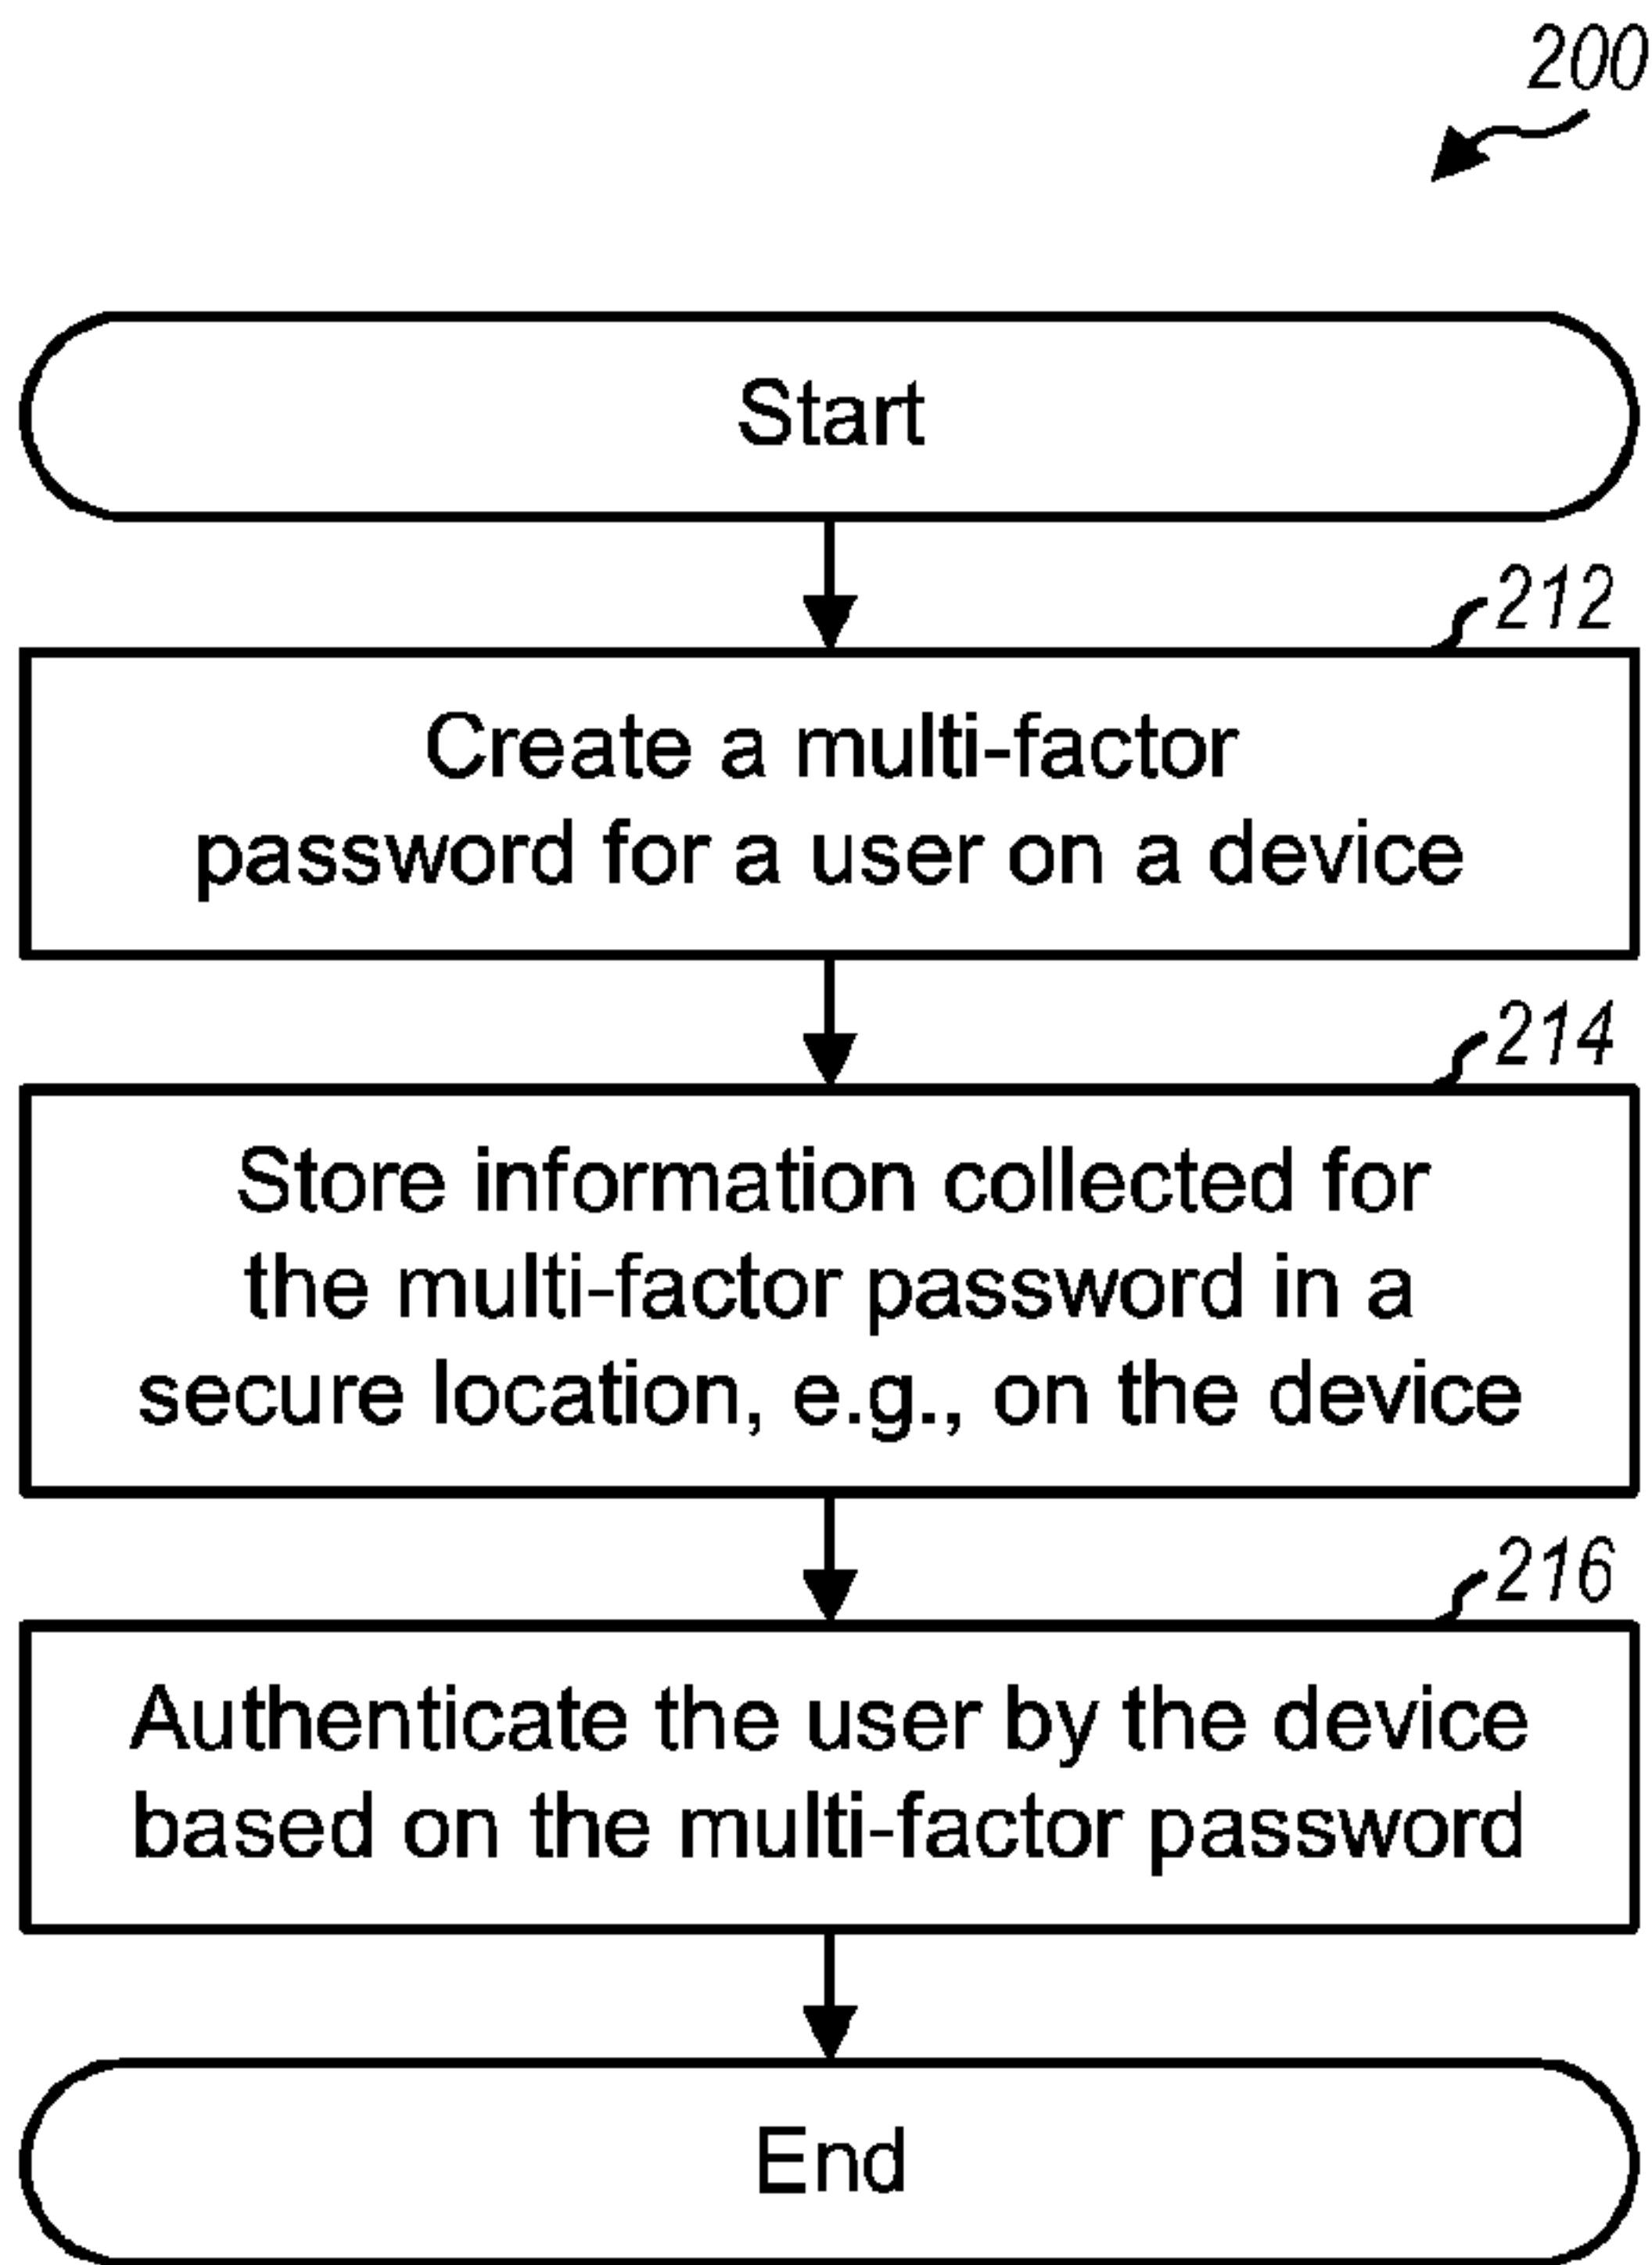 200
Start
212
Create a multi-factor
password for a user on a device
214
Store information collected for
the multi-factor password in a
secure location, e.g., on the device
216
Authenticate the user by the device
based on the multi-factor password
End